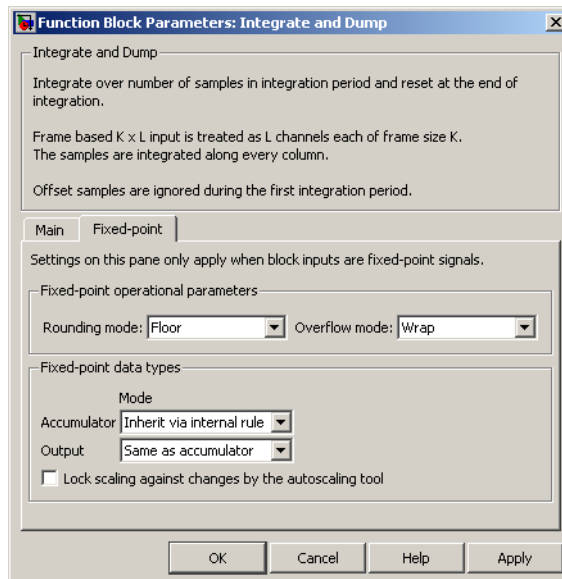 Function Block Parameters: Integrate and Dump
Integrate and Dump
Integrate over number of samples in integration period and reset at the end of
integration.
Frame based K x L input is treated as L channels each of frame size K.
The samples are integrated along every column.
Offset samples are ignored during the first integration period.
Main Fixed-point
Settings on this pane only apply when block inputs are fixed-point signals.
Fixed-point operational parameters
Rounding mode: Floor Overflow mode: Wrap
Fixed-point data types
Mode
Accumulator Inherit via internal rule
Output Same as accumulator
Lock scaling against changes by the autoscaling tool
OK Cancel Help Apply